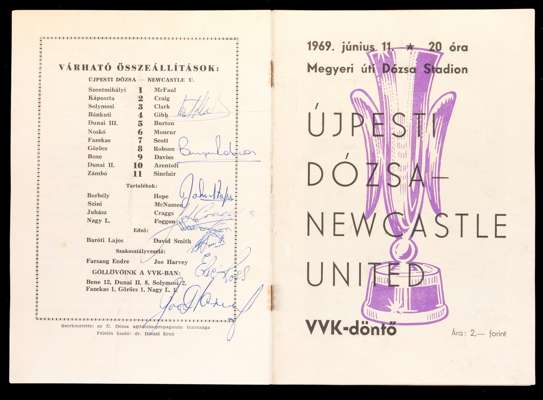 VÁRHATÓ ÖSSZEÁLLÍTÁSOK:
ÚJPESTI DÓZSA — NEWCASTLE U.
Szentmihályi 1 McFaul
Káposzta 2 Craig
Solymosi 3 Clark
Bánkuti 4 Gibb
Dunai III. 5 Burton
Noskó 6 Moncur
Fazekas 7 Scott
Göröcs 8 Robson
Bene 9 Davies
Dunai II. 10 Arentoft
Zámbó 11 Sinclair
Tartalékok:
Borbély Hope
Szini McNamee
Juhász Craggs
Nagy L. Foggon
Edző:
Baróti Lajos David Smith
Szakosztályvezető:
Farsang Endre Joe Harvey
GÓLLÖVŐINK A VVK-BAN:
Bene 12, Dunai II. 8, Solymosi 2,
Fazekas 1, Göröcs 1, Nagy L. 1
1969. június 11. ★ 20 óra
Megyeri úti Dózsa Stadion
ÚJPESTI
DÓZSA—
NEWCASTLE
UNITED
VVK-döntő
Ára: 2,— forint